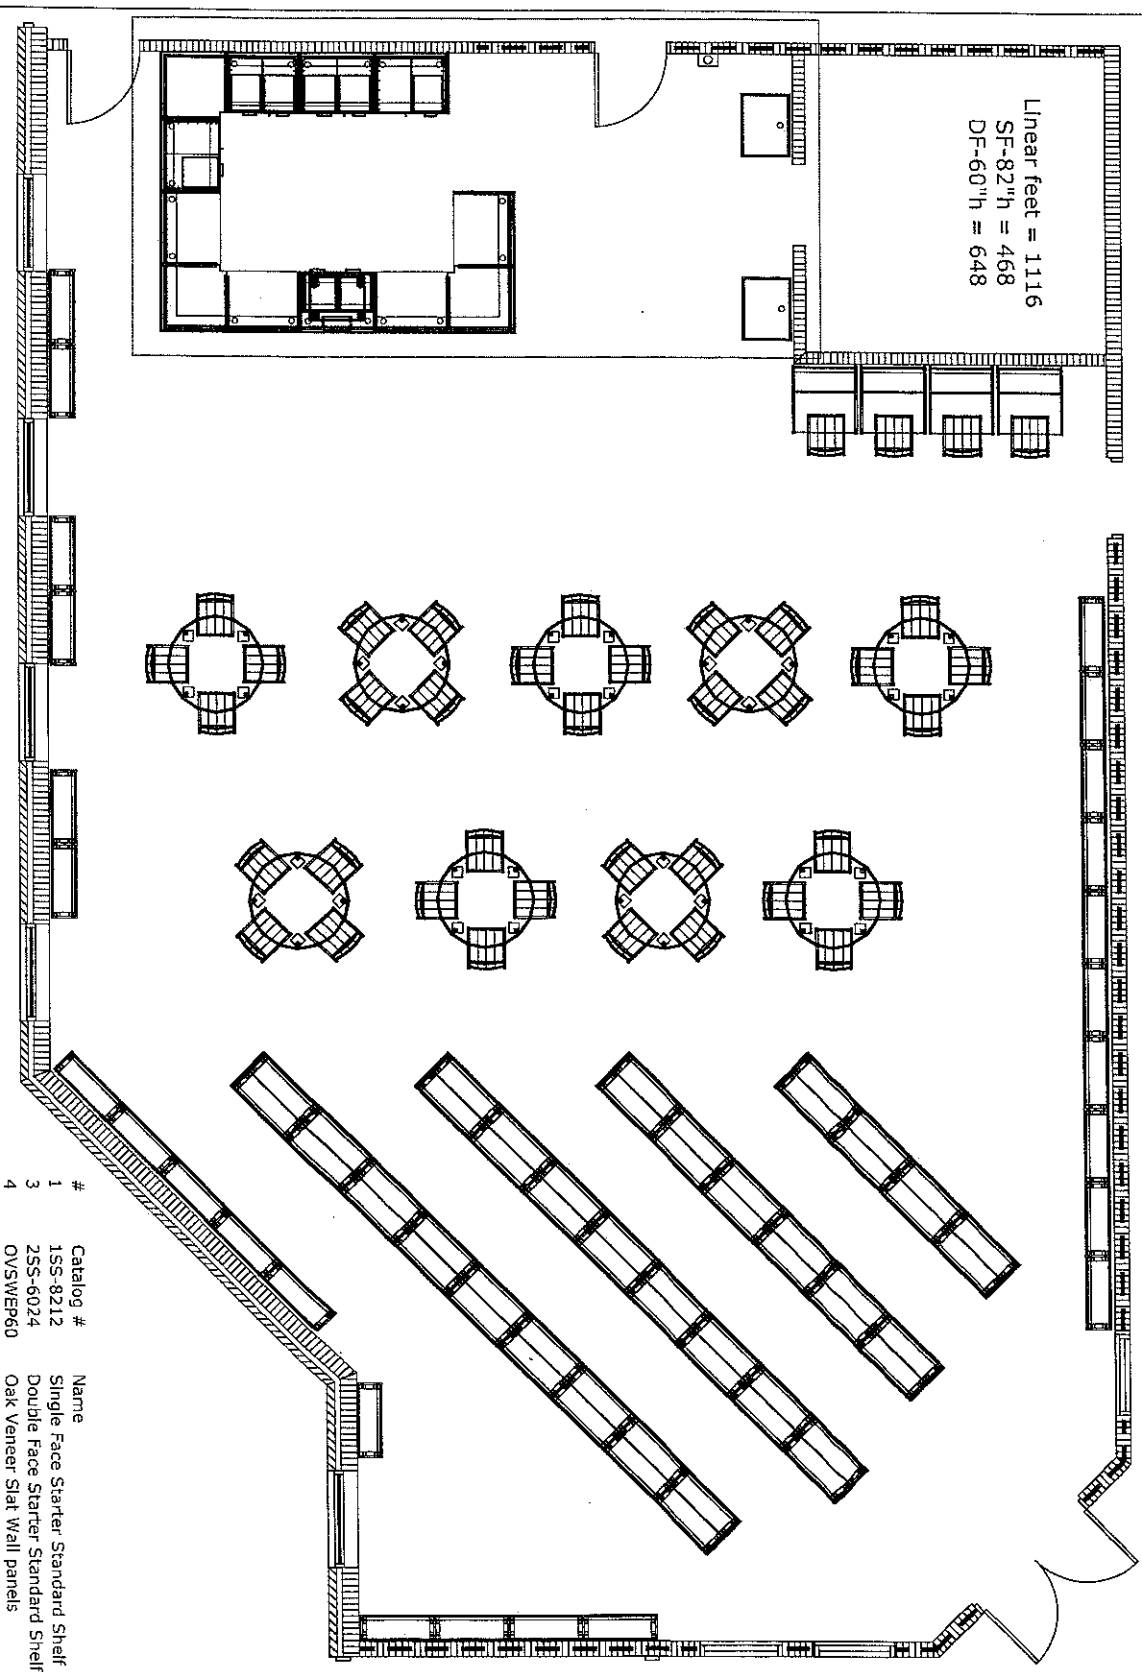 Linear feet = 1116
SF-82"h = 468
DF-60"h = 648
# Catalog # Name
1 1SS-8212 Single Face Starter Standard Shelf
3 2SS-6024 Double Face Starter Standard Shelf
4 OVSWEP60 Oak Veneer Slat Wall panels